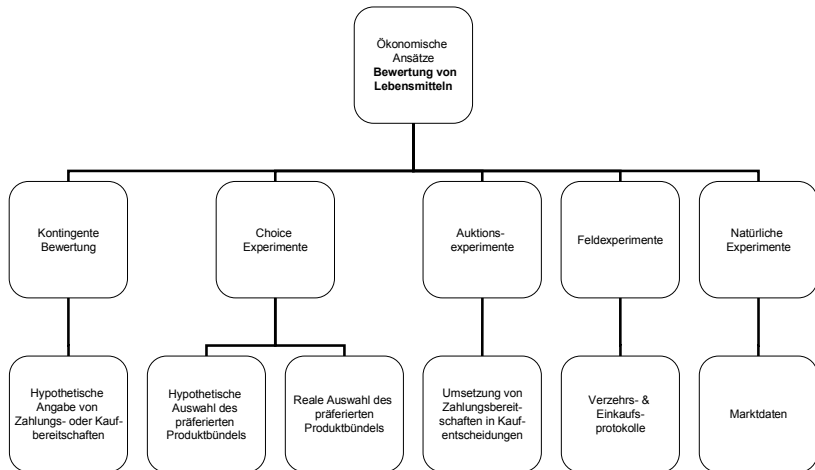 Ökonomische
Ansätze
Bewertung von
Lebensmitteln
Kontingente
Bewertung
Choice
Experimente
Auktions-
experimente
Feldexperimente
Natürliche
Experimente
Hypothetische
Angabe von
Zahlungs- oder Kauf-
bereitschaften
Hypothetische
Auswahl des
präferierten
Produktbündels
Reale Auswahl des
präferierten
Produktbündels
Umsetzung von
Zahlungsbereit-
schaften in Kauf-
entscheidungen
Verzehrs- &
Einkaufs-
protokolle
Marktdaten